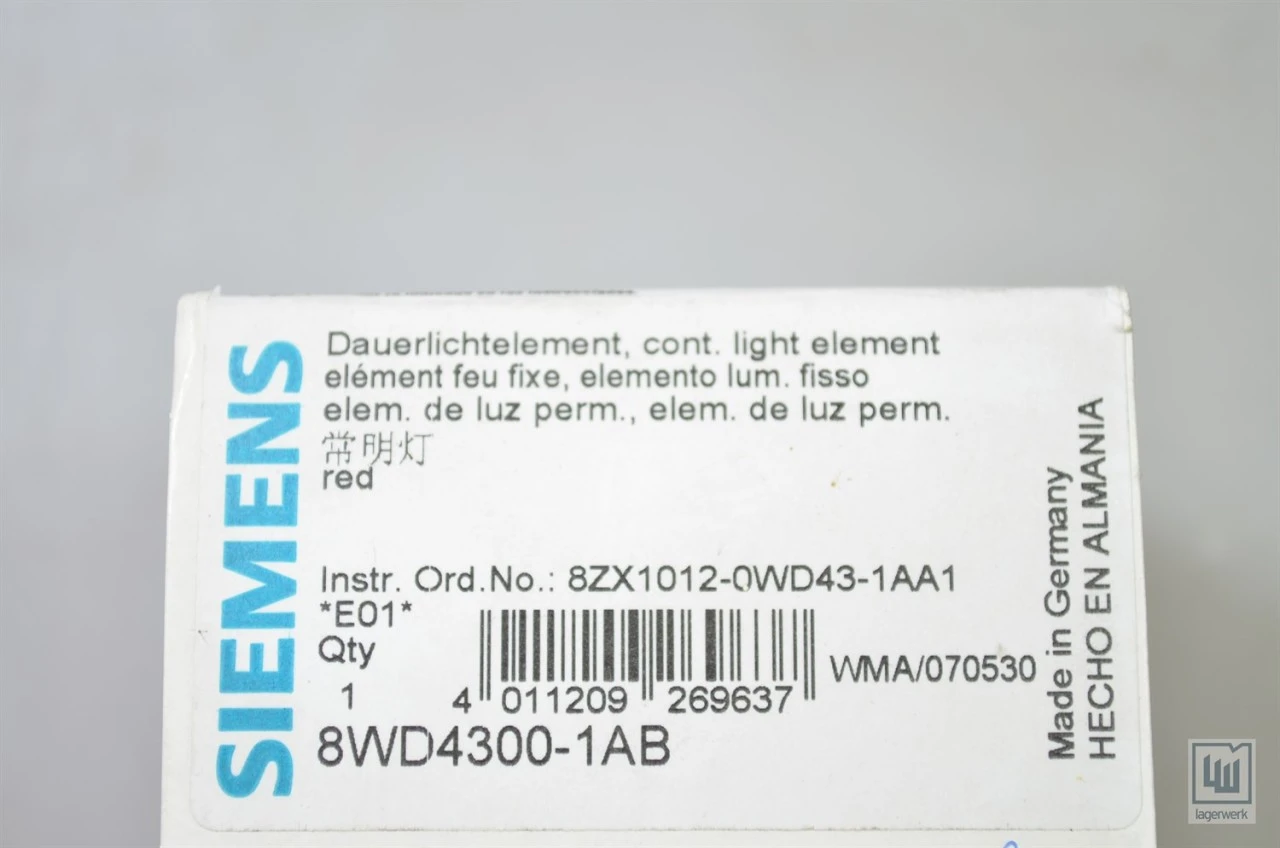 SIEMENS
Dauerlichtelement, cont. light element
elément feu fixe, elemento lum. fisso
elem. de luz perm., elem. de luz perm.
常明灯
red
Instr. Ord.No.: 8ZX1012-0WD43-1AA1
*E01*
Qty
1
4 011209 269637
WMA/070530
8WD4300-1AB
Made in Germany
HECHO EN ALMANIA
lagerwerk